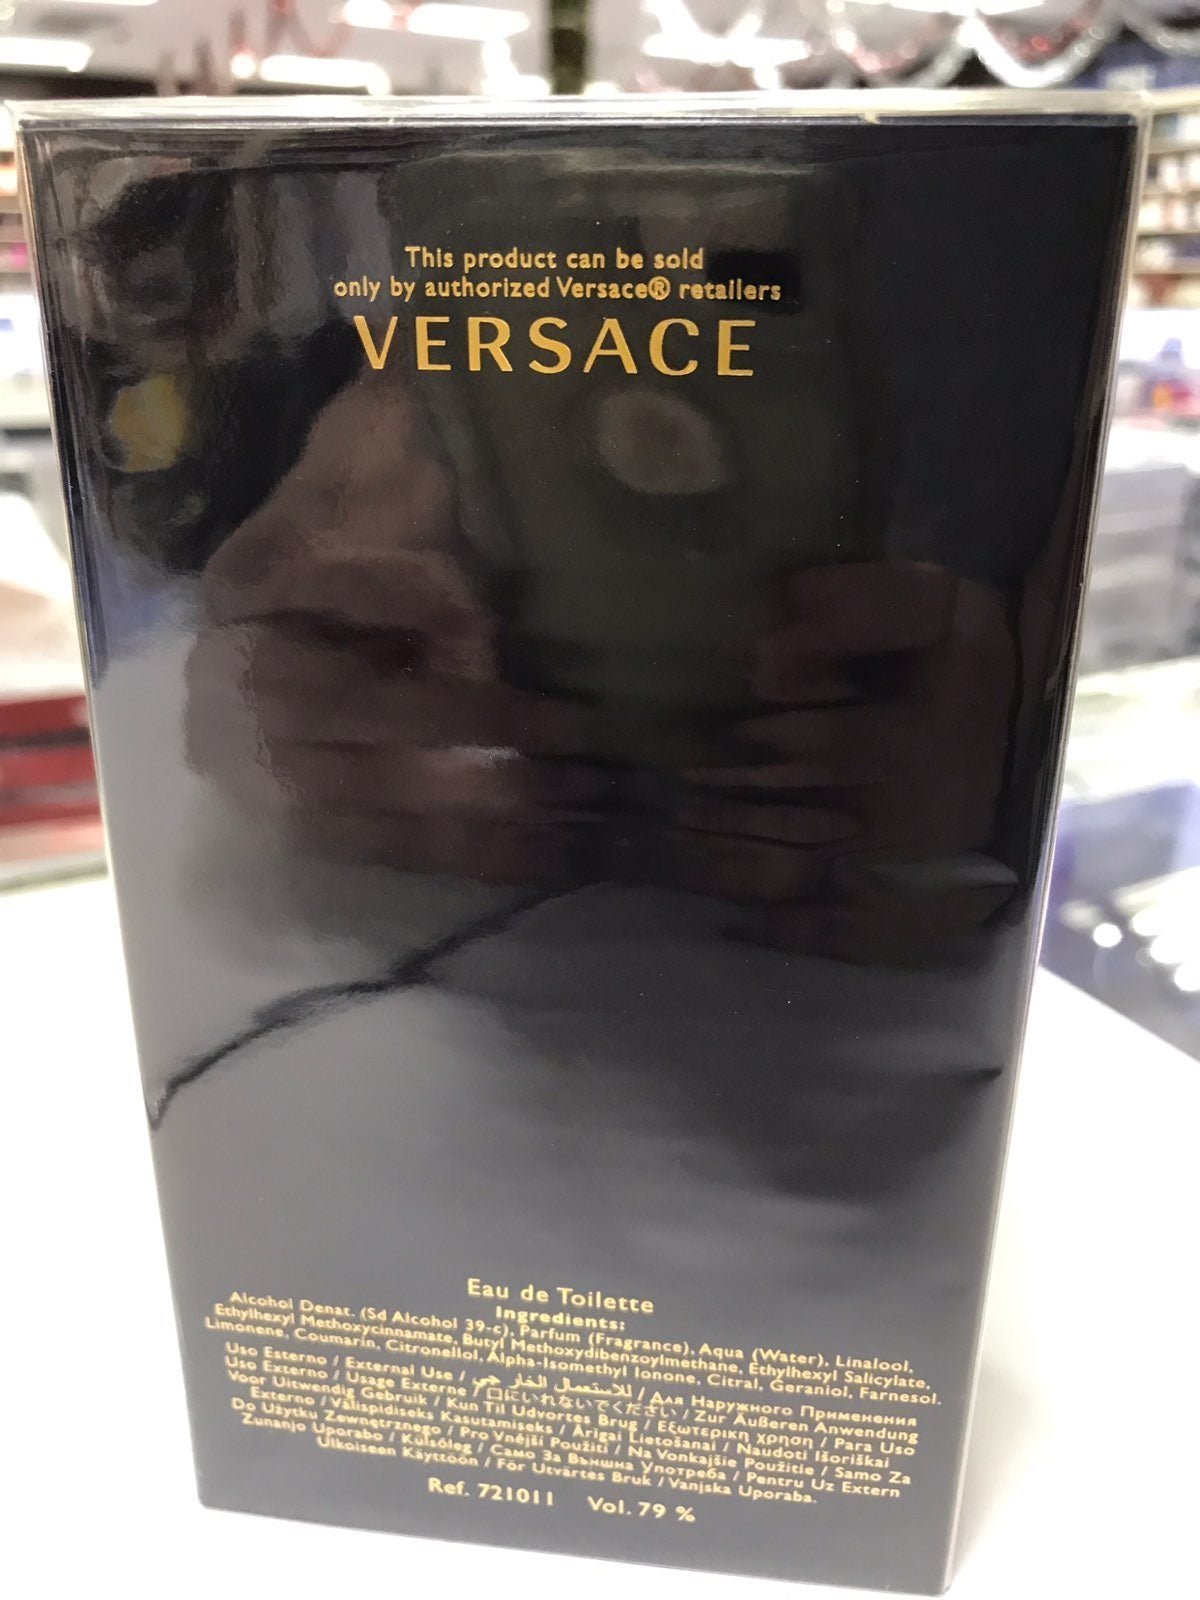 This product can be sold
only by authorized Versace® retailers
VERSACE
Eau de Toilette
Ingredients:
Alcohol Denat. (Sd Alcohol 39-c), Parfum (Fragrance), Aqua (Water), Linalool,
Ethylhexyl Methoxycinnamate, Butyl Methoxydibenzoylmethane, Ethylhexyl Salicylate,
Limonene, Coumarin, Citronellol, Alpha-Isomethyl Ionone, Citral, Geraniol, Farnesol.
Uso Esterno / External Use / للاستعمال الخارجي / Для Наружного Применения
Uso Externo / Usage Externe / 口にいれないでください / Zur Äußeren Anwendung
Voor Uitwendig Gebruik / Kun Til Udvortes Brug / Εξωτερικη χρηση / Para Uso
Externo / Välispidiseks Kasutamiseks / Ārīgai Lietošanai / Naudoti Išoriškai
Do Użytku Zewnętrznego / Pro Vnější Použití / Na Vonkajšie Použitie / Samo Za
Zunanjo Uporabo / Külsőleg / Само За Външна Употреба / Pentru Uz Extern
Ulkoiseen Käyttöön / För Utvärtes Bruk / Vanjska Uporaba.
Ref. 721011 Vol. 79 %